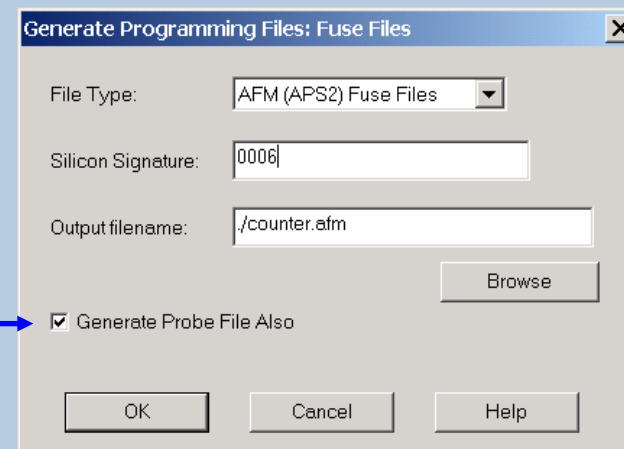 Generate Programming Files: Fuse Files
File Type: AFM (APS2) Fuse Files
Silicon Signature: 0006
Output filename: ./counter.afm
Browse
Generate Probe File Also
OK Cancel Help